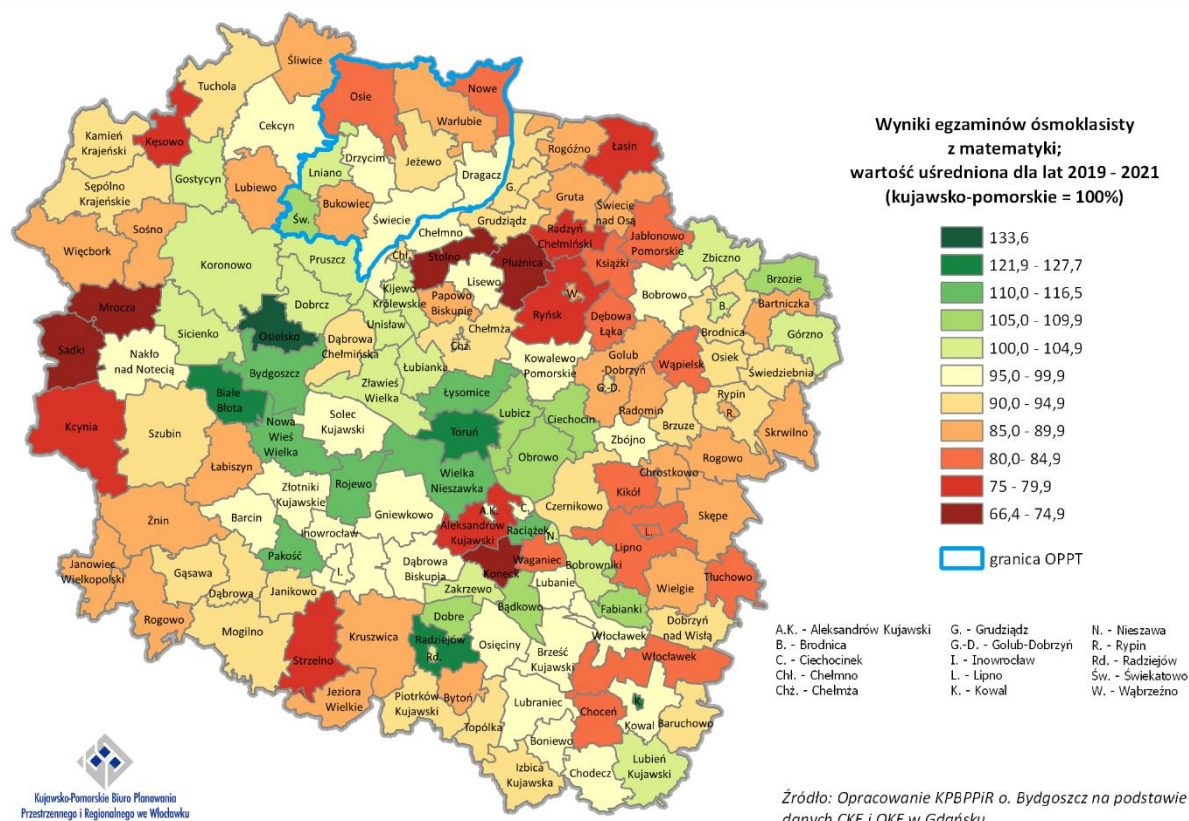 Śliwice
Tuchola
Osie
Nowe
Cekcyn
Warlubie
Kęsowo
Kamień
Krajeński
Rogóźno
Łasin
Drzycim
Jeżewo
Lniano
Dragacz
Gostycyn
Lubiewo
G.
Gruta
Sępólno
Krajeńskie
Bukowiec
Św.
Świecie
Grudziądz
Świecie
nad Osą
Sośno
Chełmno
Radzyń
Chełmiński
Jabłonowo
Pomorskie
Więcbork
Koronowo
Pruszcz
Chł.
Stolno
Płużnica
Książki
Zbiczno
Brzozie
Lisewo
Kijewo
Królewskie
Papowo
Biskupie
W.
Bobrowo
Bartniczka
Mrocza
Dobrcz
Ryńsk
Dębowa
Łąka
B.
Unisław
Chełmża
Brodnica
Górzno
Sicienko
Osielsko
Dąbrowa
Chełmińska
Chż.
Sadki
Nakło
nad Notecią
Kowalewo
Pomorskie
Golub
-Dobrzyń
Wąpielsk
Osiek
Świedziebnia
Bydgoszcz
Łubianka
G.-D.
Zławieś
Wielka
Łysomice
Białe
Błota
Rypin
R.
Kcynia
Szubin
Solec
Kujawski
Toruń
Lubicz
Ciechocin
Radomin
Brzuze
Skrwilno
Nowa
Wieś
Wielka
Zbójno
Łabiszyn
Obrowo
Rogowo
Wielka
Nieszawka
Chrostkowo
Złotniki
Kujawskie
Rojewo
Kikół
Żnin
Barcin
Gniewkowo
A.K.
C.
Czernikowo
Skępe
Inowrocław
Aleksandrów
Kujawski
Raciążek
N.
L.
Pakość
Lipno
Janowiec
Wielkopolski
Gąsawa
I.
Dąbrowa
Biskupia
Koneck
Waganiec
Bobrowniki
Tłuchowo
Dąbrowa
Janikowo
Zakrzewo
Lubanie
Wielgie
Rogowo
Mogilno
Bądkowo
Fabianki
Dobre
Dobrzyń
nad Wisłą
Strzelno
Kruszwica
Radziejów
Rd.
Osięciny
Włocławek
Brześć
Kujawski
Włocławek
Jeziora
Wielkie
Piotrków
Kujawski
Bytoń
Lubraniec
Choceń
K.
Kowal
Baruchowo
Topólka
Boniewo
Izbica
Kujawska
Chodecz
Lubień
Kujawski
Wyniki egzaminów ósmoklasisty
z matematyki;
wartość uśredniona dla lat 2019 - 2021
(kujawsko-pomorskie = 100%)
133,6
121,9 - 127,7
110,0 - 116,5
105,0 - 109,9
100,0 - 104,9
95,0 - 99,9
90,0 - 94,9
85,0 - 89,9
80,0- 84,9
75 - 79,9
66,4 - 74,9
granica OPPT
A.K. - Aleksandrów Kujawski
B. - Brodnica
C. - Ciechocinek
Chł. - Chełmno
Chż. - Chełmża
G. - Grudziądz
G.-D. - Golub-Dobrzyń
I. - Inowrocław
L. - Lipno
K. - Kowal
N. - Nieszawa
R. - Rypin
Rd. - Radziejów
Św. - Świekatowo
W. - Wąbrzeźno
Kujawsko-Pomorskie Biuro Planowania
Przestrzennego i Regionalnego we Włocławku
Źródło: Opracowanie KPBPPiR o. Bydgoszcz na podstawie
danych CKE i OKE w Gdańsku